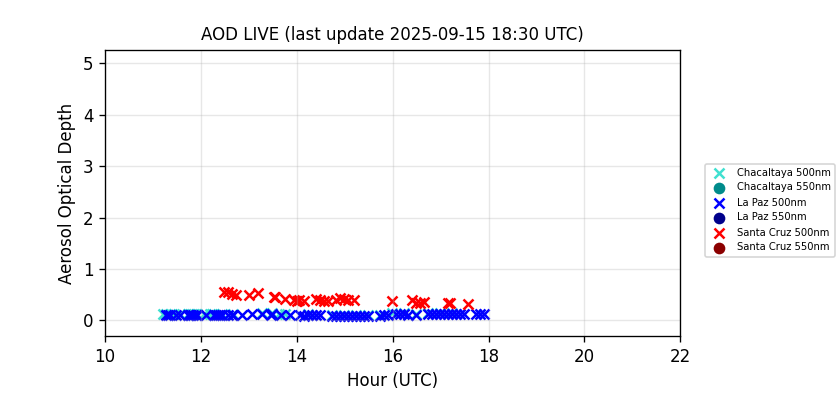 AOD LIVE (last update 2025-09-15 18:30 UTC)
5
4
3
2
1
0
Aerosol Optical Depth
10 12 14 16 18 20 22
Hour (UTC)
Chacaltaya 500nm
Chacaltaya 550nm
La Paz 500nm
La Paz 550nm
Santa Cruz 500nm
Santa Cruz 550nm